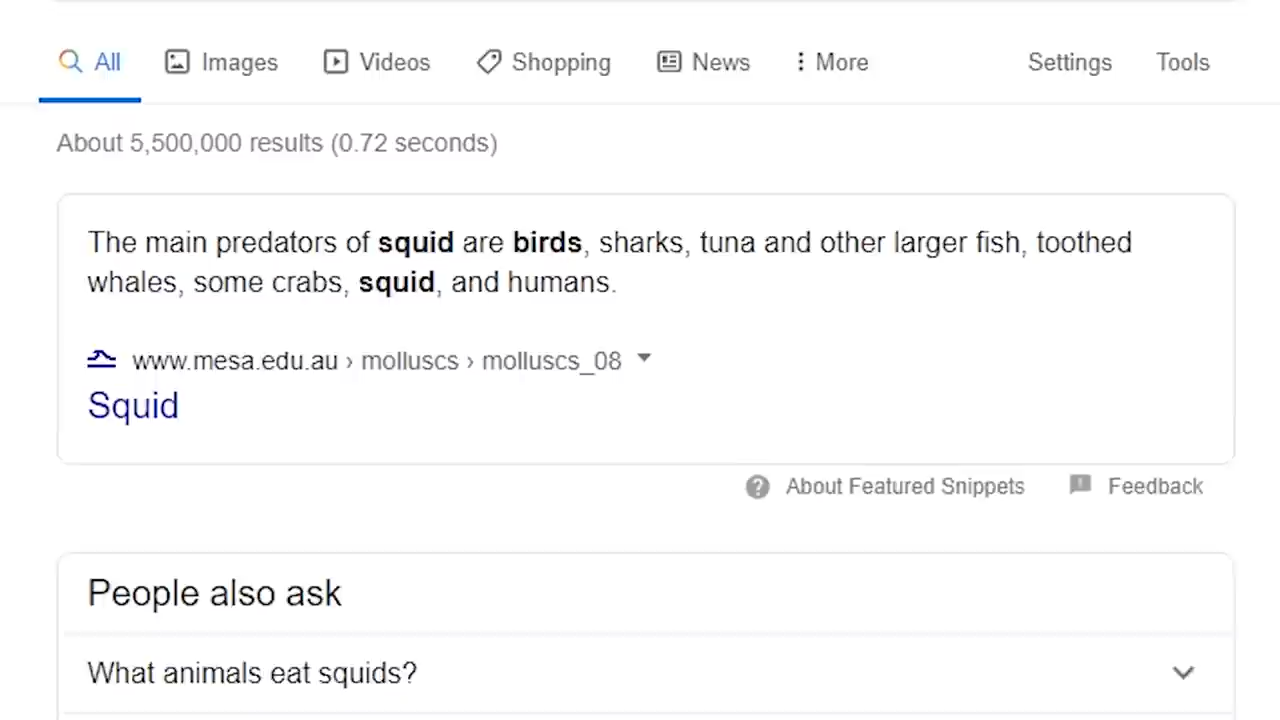 All Images Videos Shopping News More Settings Tools
About 5,500,000 results (0.72 seconds)
The main predators of squid are birds, sharks, tuna and other larger fish, toothed
whales, some crabs, squid, and humans.
www.mesa.edu.au › molluscs › molluscs_08
Squid
About Featured Snippets Feedback
People also ask
What animals eat squids?